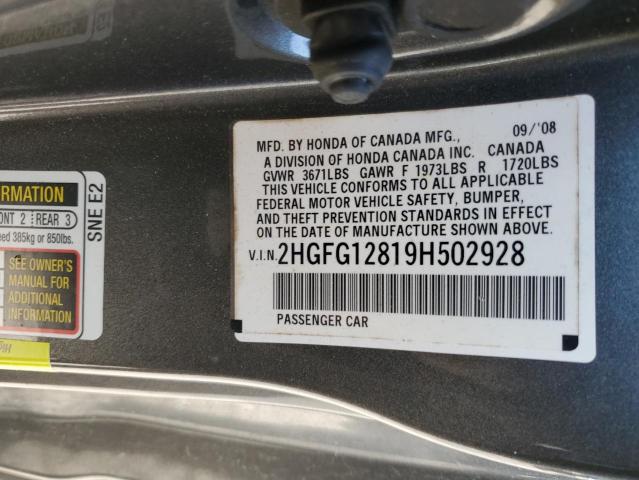 MFD. BY HONDA OF CANADA MFG., 09/'08
A DIVISION OF HONDA CANADA INC. CANADA
GVWR 3671LBS GAWR F 1973LBS R 1720LBS
THIS VEHICLE CONFORMS TO ALL APPLICABLE
FEDERAL MOTOR VEHICLE SAFETY, BUMPER,
AND THEFT PREVENTION STANDARDS IN EFFECT
ON THE DATE OF MANUFACTURE SHOWN ABOVE.
V.I.N. 2HGFG12819H502928
PASSENGER CAR
ORMATION
ONT 2 REAR 3
eed 385kg or 850lbs.
SEE OWNER'S
MANUAL FOR
ADDITIONAL
INFORMATION
SNE E2